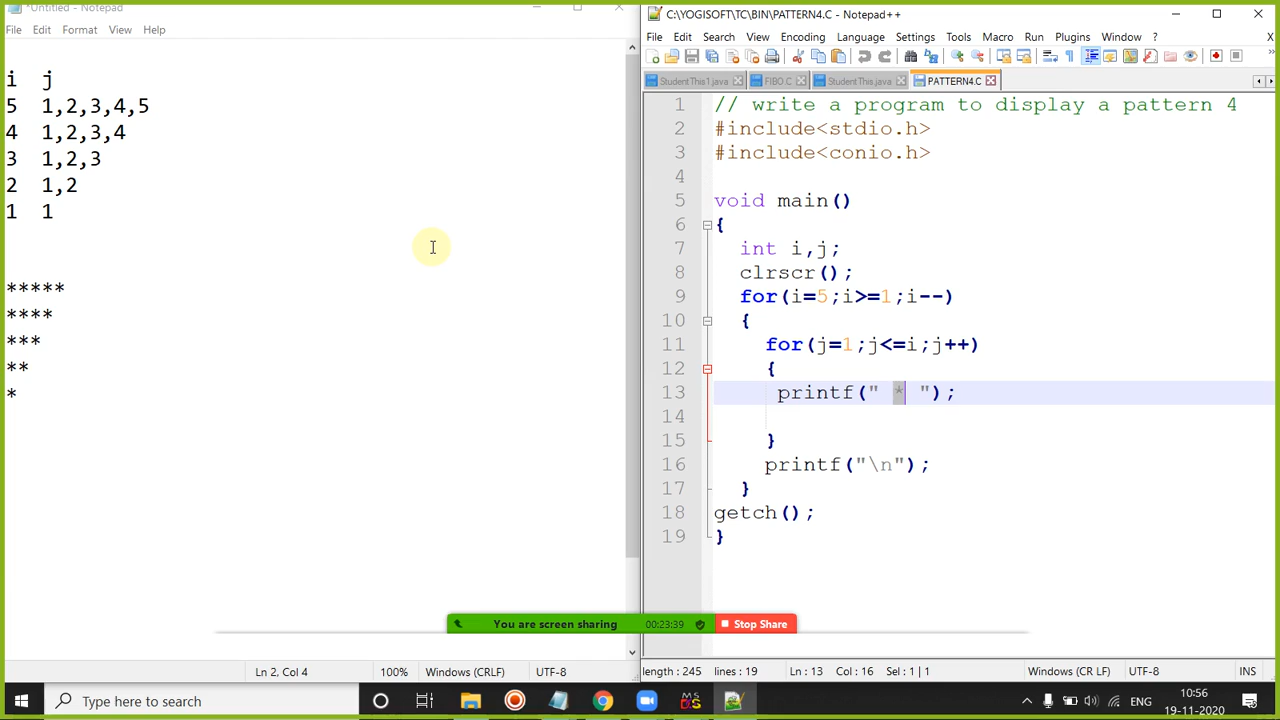 *Untitled - Notepad
File Edit Format View Help
i j
5 1,2,3,4,5
4 1,2,3,4
3 1,2,3
2 1,2
1 1
*****
****
***
**
*
Ln 2, Col 4 100% Windows (CRLF) UTF-8
C:\YOGISOFT\TC\BIN\PATTERN4.C - Notepad++
File Edit Search View Encoding Language Settings Tools Macro Run Plugins Window ? X
StudentThis1.java FIBO.C StudentThis.java PATTERN4.C
1 // write a program to display a pattern 4
2 #include<stdio.h>
3 #include<conio.h>
4
5 void main()
6 {
7 int i,j;
8 clrscr();
9 for(i=5;i>=1;i--)
10 {
11 for(j=1;j<=i;j++)
12 {
13 printf(" * ");
14
15 }
16 printf("\n");
17 }
18 getch();
19 }
You are screen sharing 00:23:39 Stop Share
length : 245 lines : 19 Ln : 13 Col : 16 Sel : 1 | 1 Windows (CR LF) UTF-8 INS
Type here to search
ENG
10:56
19-11-2020